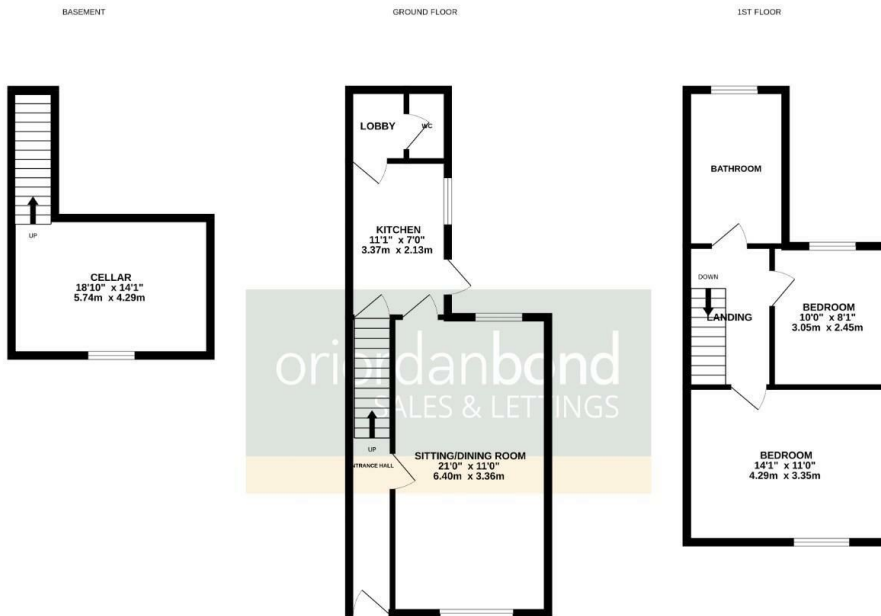 BASEMENT
GROUND FLOOR
1ST FLOOR
UP
CELLAR
18'10" x 14'1"
5.74m x 4.29m
LOBBY
WC
KITCHEN
11'1" x 7'0"
3.37m x 2.13m
UP
NTRANCE HALL
SITTING/DINING ROOM
21'0" x 11'0"
6.40m x 3.36m
BATHROOM
DOWN
LANDING
BEDROOM
10'0" x 8'1"
3.05m x 2.45m
BEDROOM
14'1" x 11'0"
4.29m x 3.35m
oriordanbond
SALES & LETTINGS